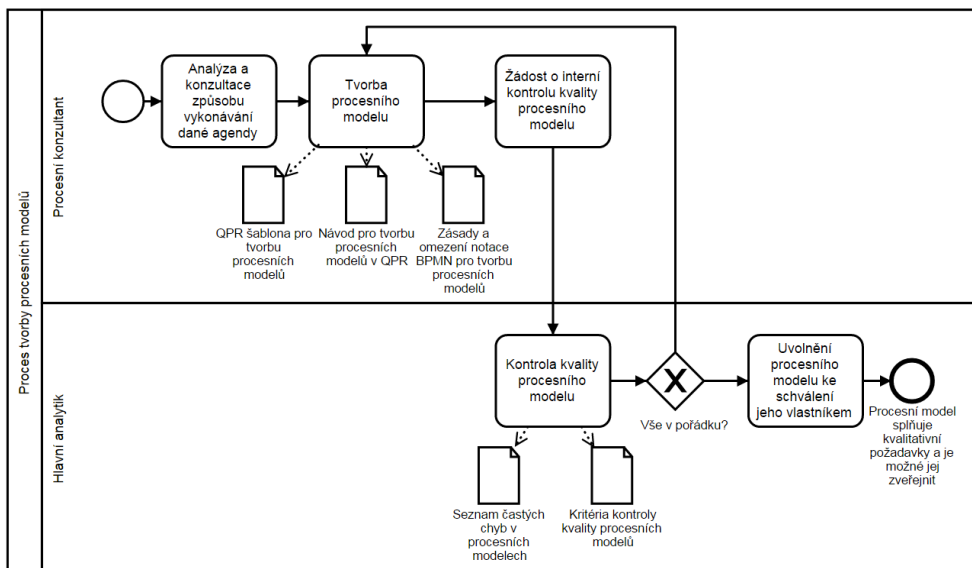 Proces tvorby procesních modelů
Procesní konzultant
Analýza a
konzultace
způsobu
vykonávání
dané agendy
Tvorba
procesního
modelu
Žádost o interní
kontrolu kvality
procesního
modelu
QPR šablona pro
tvorbu
procesních
modelů
Návod pro tvorbu
procesních
modelů v QPR
Zásady a
omezení notace
BPMN pro tvorbu
procesních
modelů
Hlavní analytik
Kontrola kvality
procesního
modelu
X
Vše v pořádku?
Uvolnění
procesního
modelu ke
schválení
jeho vlastníkem
Procesní model
splňuje
kvalitativní
požadavky a je
možné jej
zveřejnit
Seznam častých
chyb v
procesních
modelech
Kritéria kontroly
kvality procesních
modelů